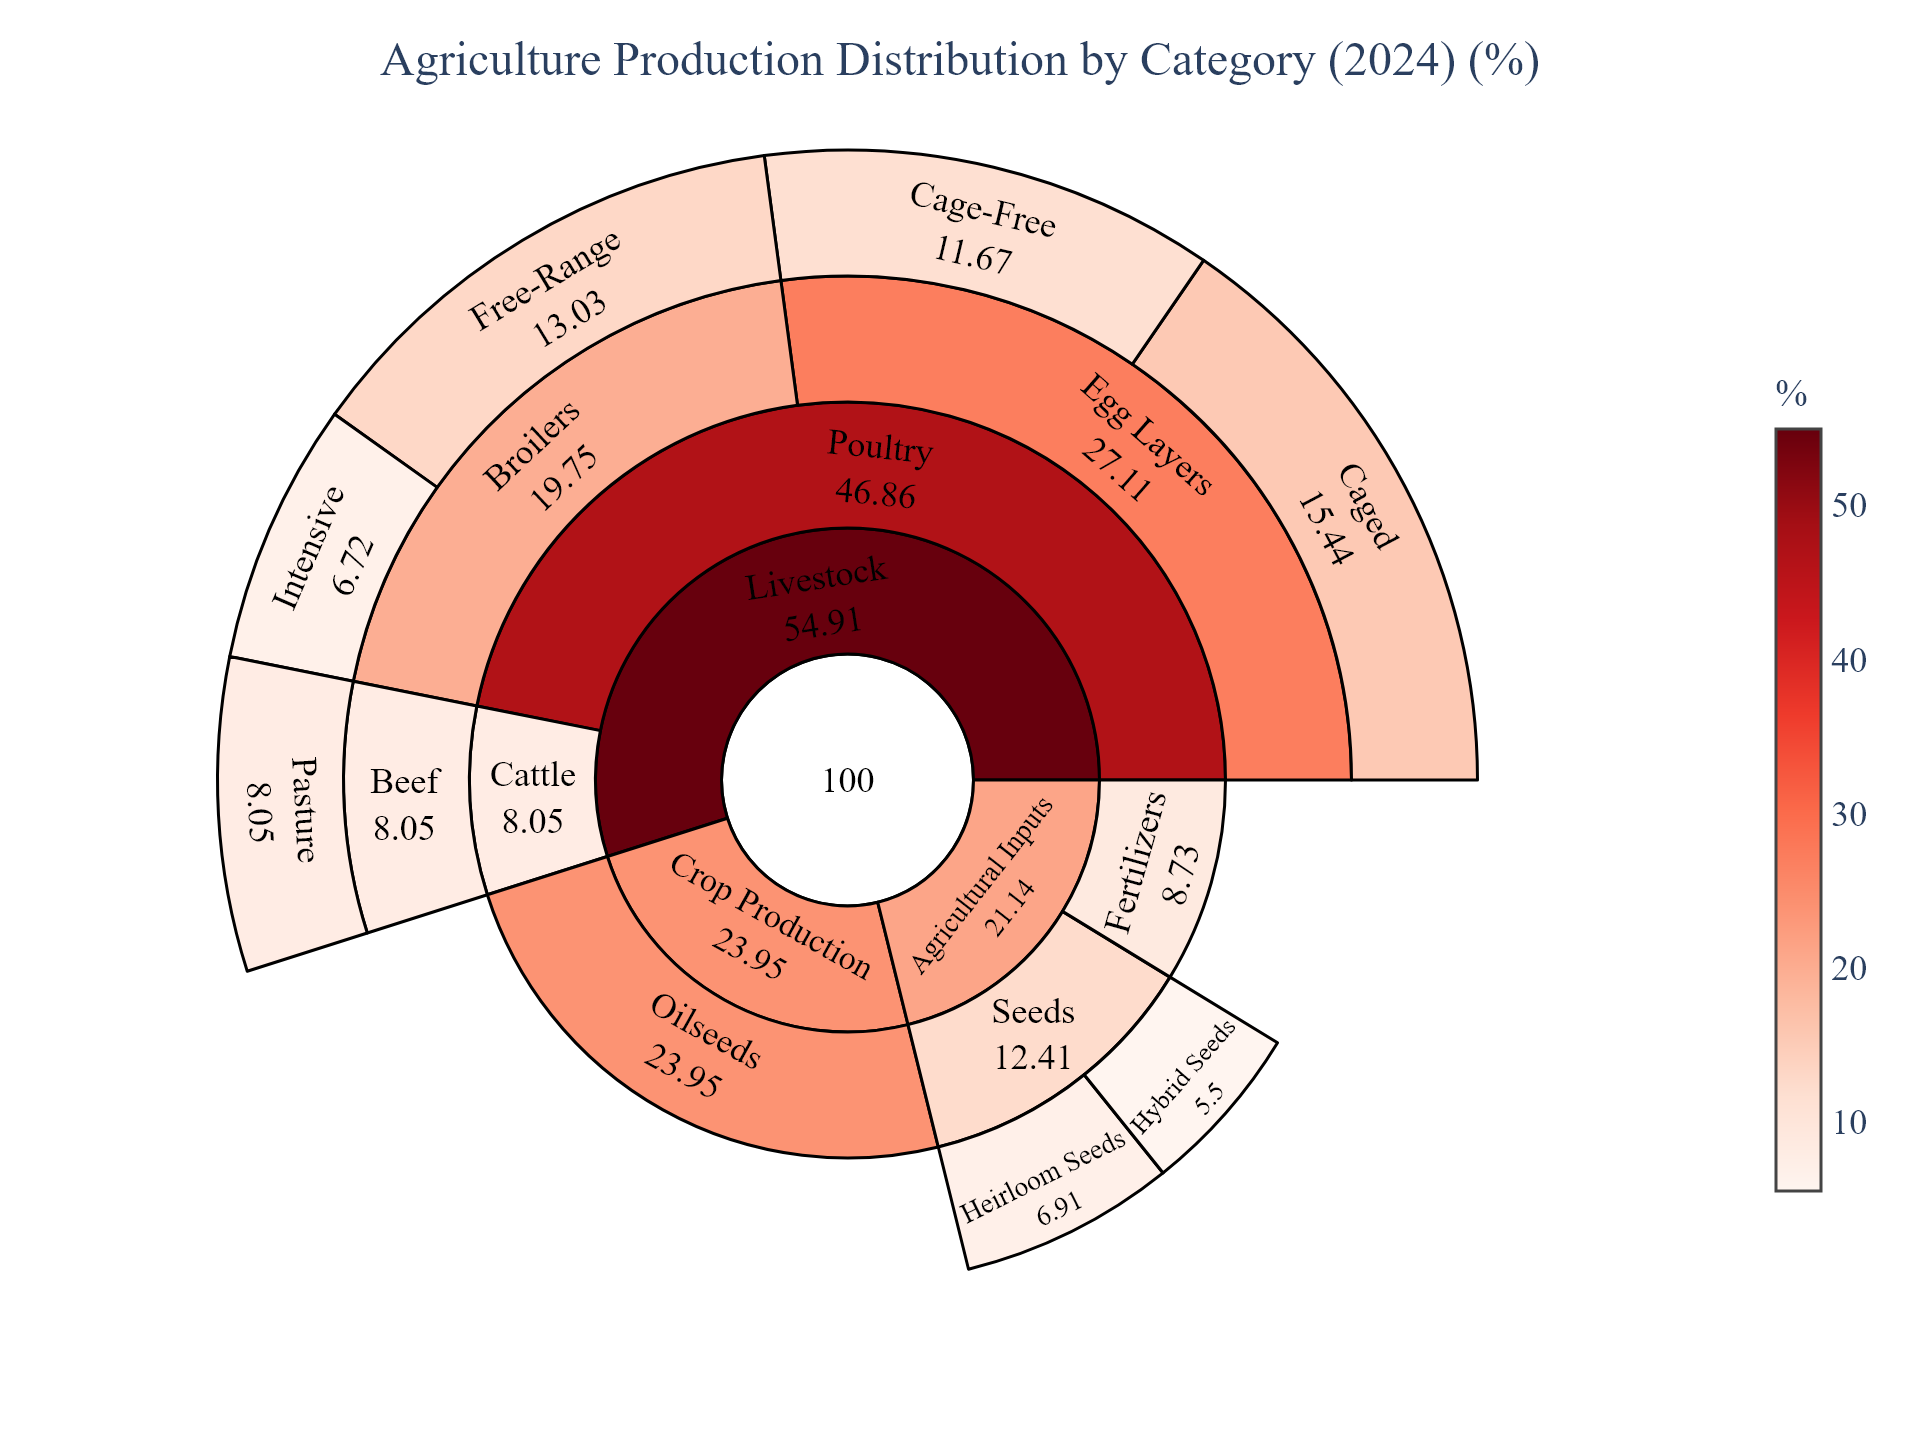 Agriculture Production Distribution by Category (2024) (%)
Cage-Free
11.67
Free-Range
13.03
Egg Layers
27.11
Caged
15.44
Broilers
19.75
Poultry
46.86
Intensive
6.72
Livestock
54.91
Pasture
8.05
Beef
8.05
Cattle
8.05
100
Crop Production
23.95
Agricultural Inputs
21.14
Fertilizers
8.73
Oilseeds
23.95
Seeds
12.41
Hybrid Seeds
5.5
Heirloom Seeds
6.91
%
50
40
30
20
10